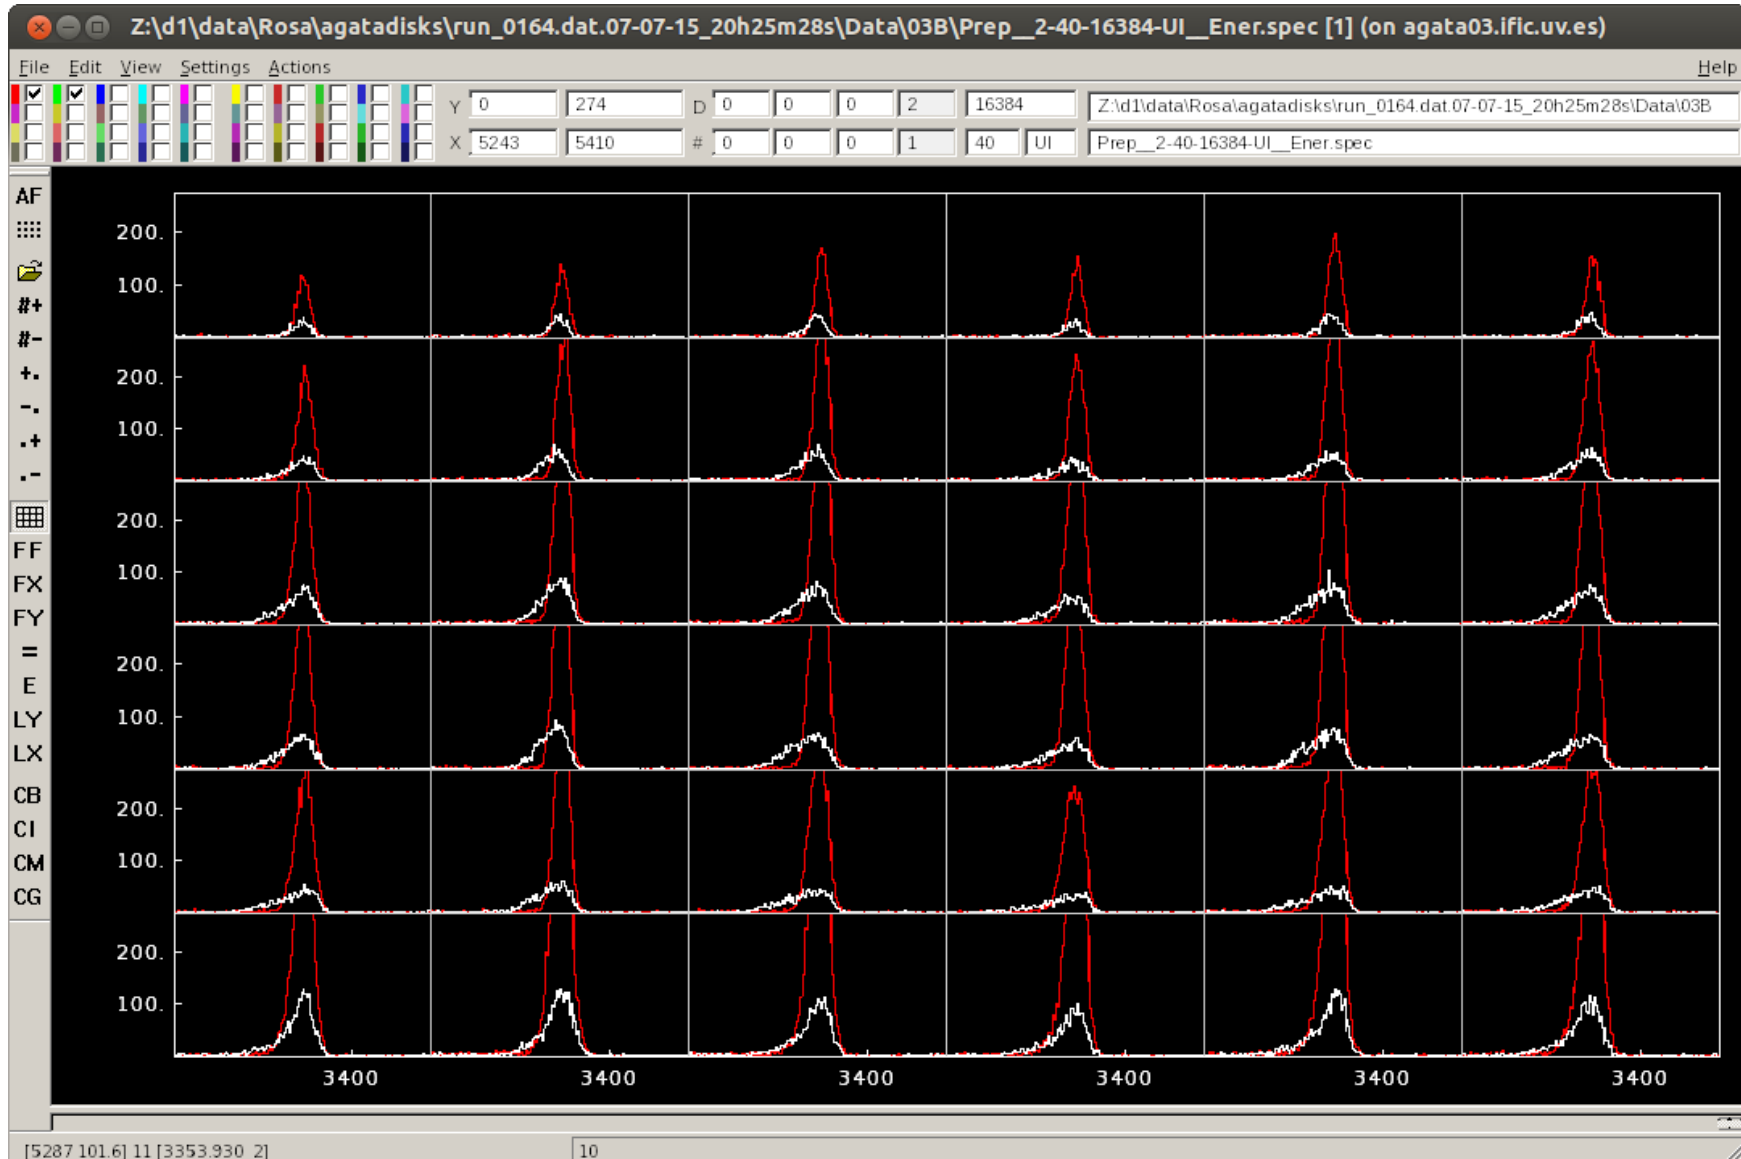 Z:\d1\data\Rosa\agatadisks\run_0164.dat.07-07-15_20h25m28s\Data\03B\Prep__2-40-16384-UI__Ener.spec [1] (on agata03.ific.uv.es)
File Edit View Settings Actions Help
Y 0 274 D 0 0 0 2 16384 Z:\d1\data\Rosa\agatadisks\run_0164.dat.07-07-15_20h25m28s\Data\03B
X 5243 5410 # 0 0 0 1 40 UI Prep__2-40-16384-UI__Ener.spec
AF
#+
#-
+.
-.
.+
.-
FF
FX
FY
=
E
LY
LX
CB
CI
CM
CG
200.
100.
200.
100.
200.
100.
200.
100.
200.
100.
200.
100.
3400 3400 3400 3400 3400 3400
[5287 101.6] 11 [3353.930 2] 10